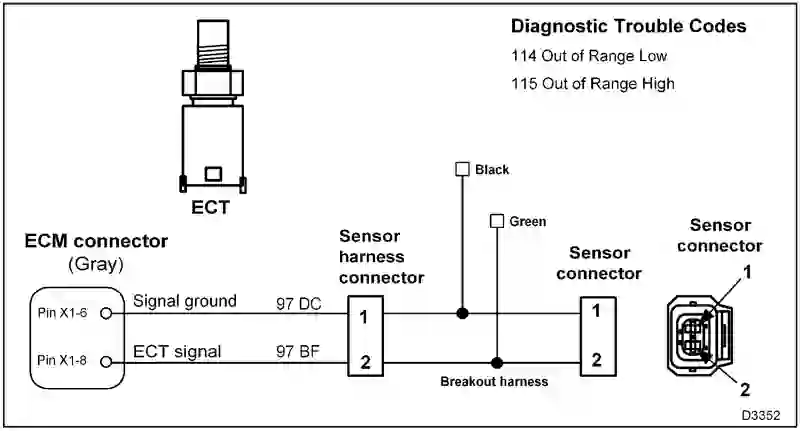 Diagnostic Trouble Codes
114 Out of Range Low
115 Out of Range High
ECT
Black
Green
ECM connector
(Gray)
Sensor
harness
connector
Sensor
connector
Sensor
connector
Pin X1-6
Signal ground
97 DC
1
1
1
Pin X1-8
ECT signal
97 BF
2
2
2
Breakout harness
D3352